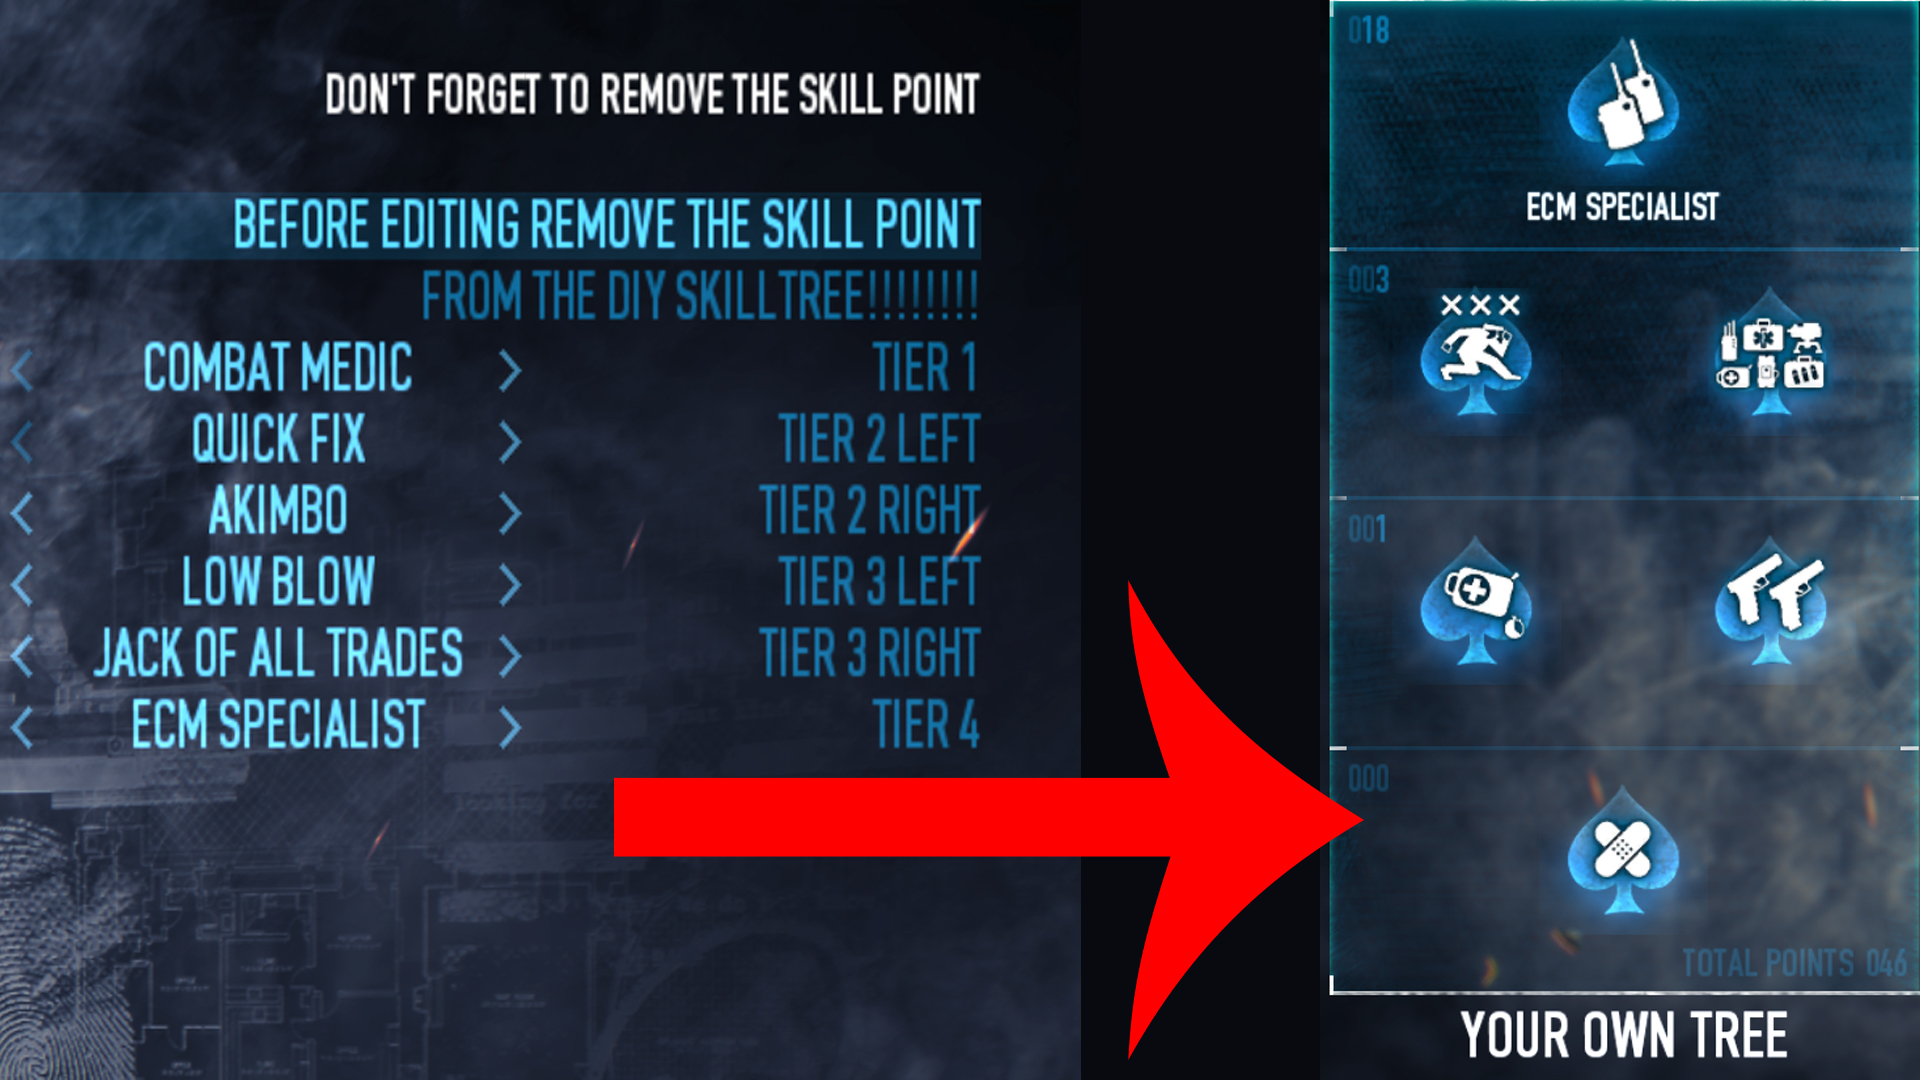 DON'T FORGET TO REMOVE THE SKILL POINT
BEFORE EDITING REMOVE THE SKILL POINT
FROM THE DIY SKILLTREE!!!!!!!!
COMBAT MEDIC TIER 1
QUICK FIX TIER 2 LEFT
AKIMBO TIER 2 RIGHT
LOW BLOW TIER 3 LEFT
JACK OF ALL TRADES TIER 3 RIGHT
ECM SPECIALIST TIER 4
looking for
018
ECM SPECIALIST
003
001
000
TOTAL POINTS 046
YOUR OWN TREE